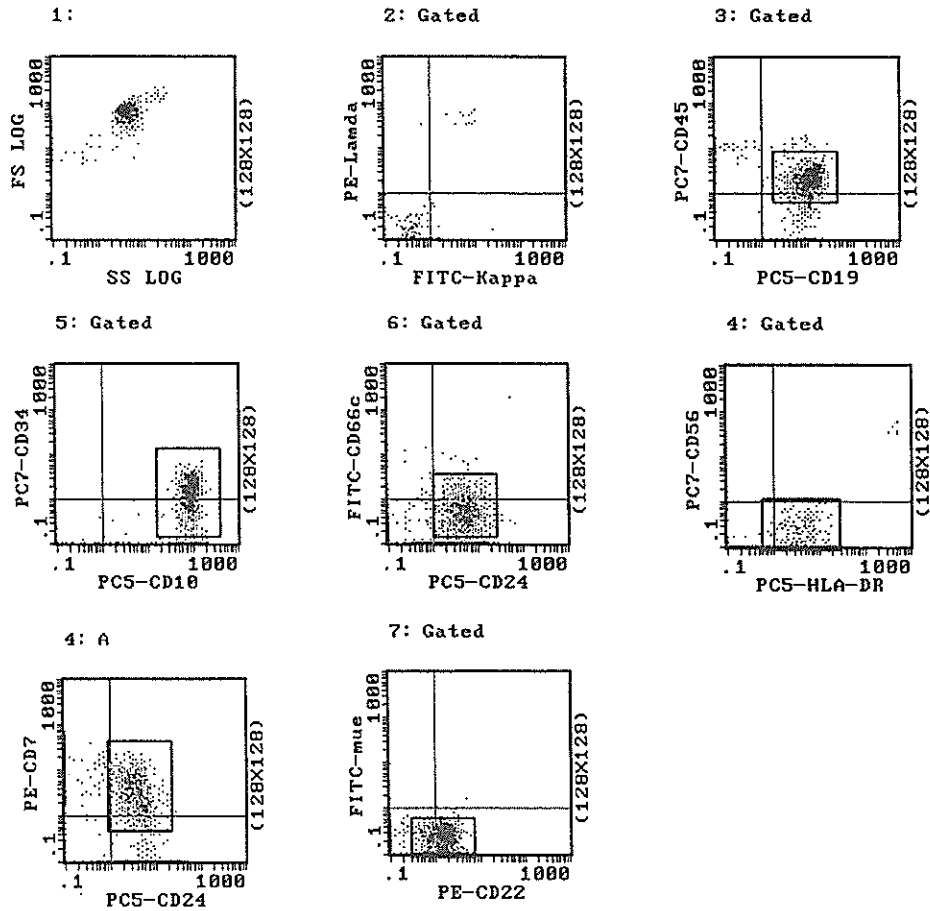 1:
FS LOG
1000
.1
(128X128)
.1 1000
SS LOG
2: Gated
PE-Lamda
1000
.1
(128X128)
.1 1000
FITC-Kappa
3: Gated
PC7-CD45
1000
.1
(128X128)
.1 1000
PC5-CD19
5: Gated
PC7-CD34
1000
.1
(128X128)
.1 1000
PC5-CD10
6: Gated
FITC-CD66c
1000
.1
(128X128)
.1 1000
PC5-CD24
4: Gated
PC7-CD56
1000
.1
(128X128)
.1 1000
PC5-HLA-DR
4: A
PE-CD7
1000
.1
(128X128)
.1 1000
PC5-CD24
7: Gated
FITC-mue
1000
.1
(128X128)
.1 1000
PE-CD22